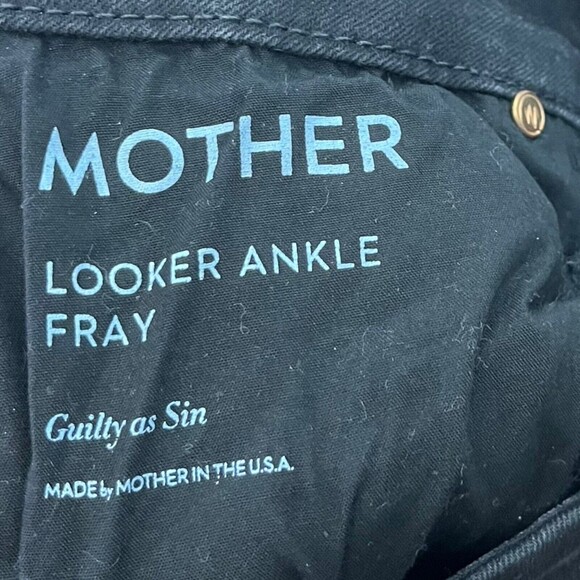 MOTHER
LOOKER ANKLE
FRAY
Guilty as Sin
MADE by MOTHER IN THE U.S.A.